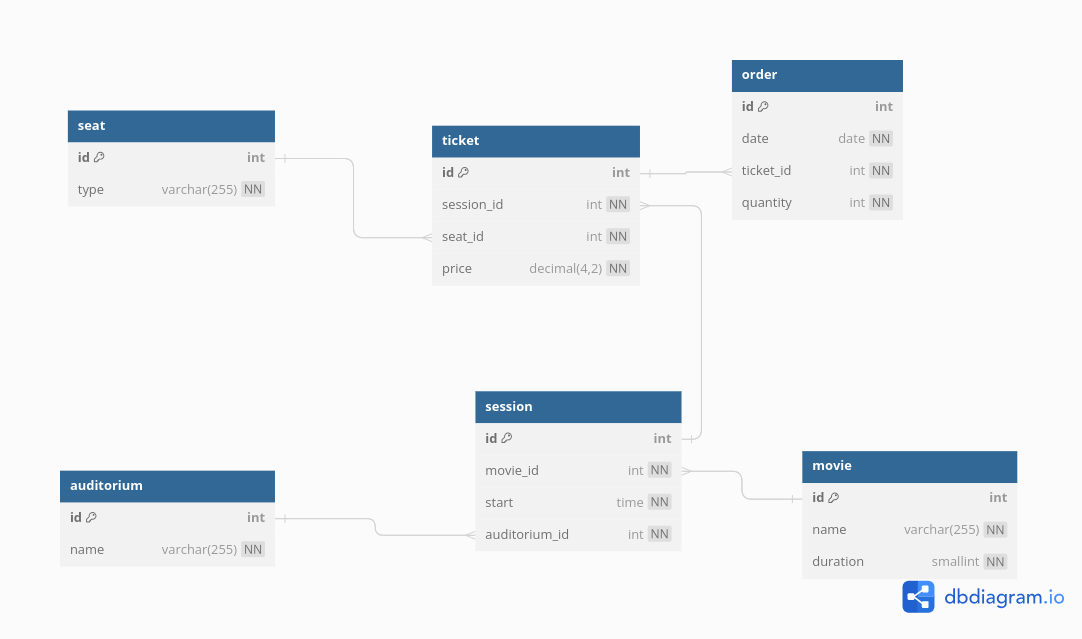 order
id int
date date NN
ticket_id int NN
quantity int NN
seat
id int
type varchar(255) NN
ticket
id int
session_id int NN
seat_id int NN
price decimal(4,2) NN
session
id int
movie_id int NN
start time NN
auditorium_id int NN
auditorium
id int
name varchar(255) NN
movie
id int
name varchar(255) NN
duration smallint NN
dbdiagram.io